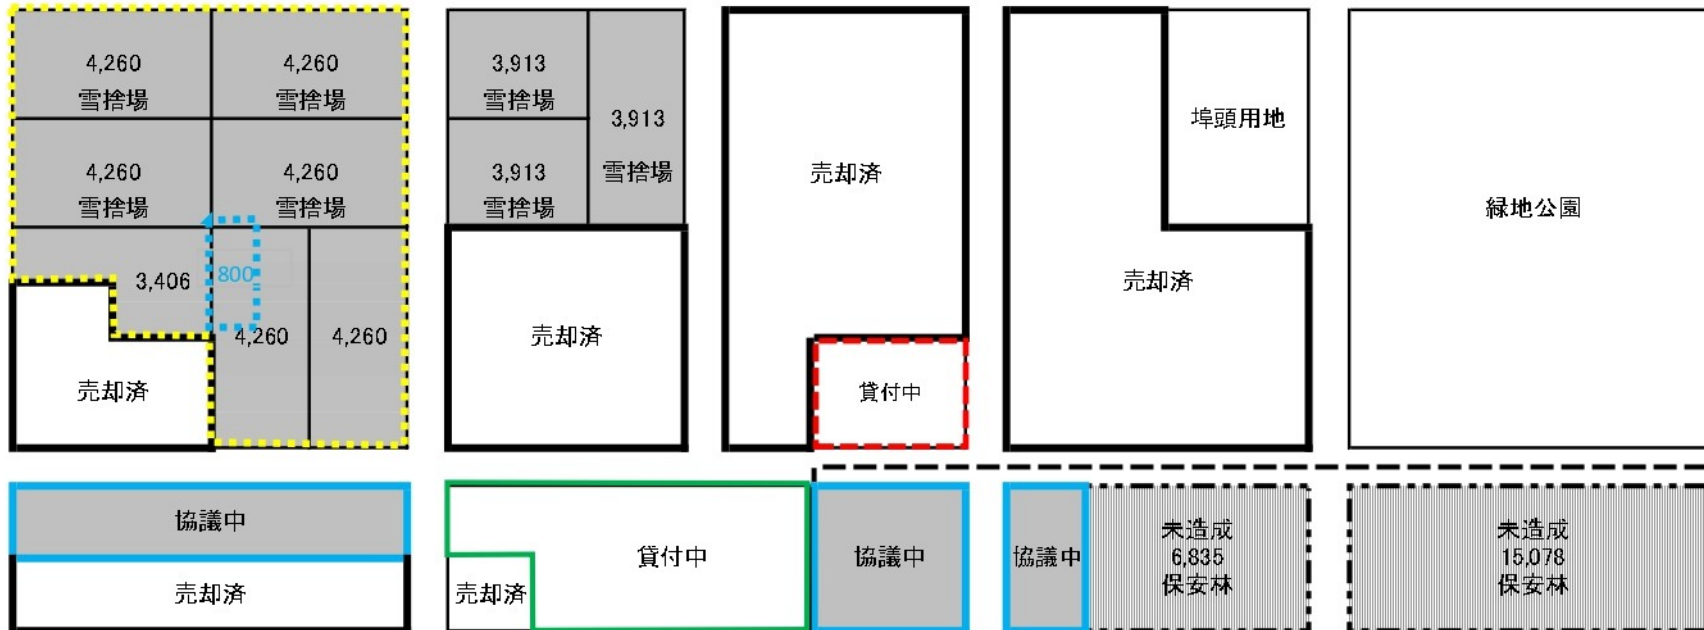 4,260
雪捨場
4,260
雪捨場
4,260
雪捨場
4,260
雪捨場
3,406
800
4,260
4,260
売却済
3,913
雪捨場
3,913
雪捨場
3,913
雪捨場
売却済
売却済
貸付中
埠頭用地
売却済
緑地公園
協議中
売却済
貸付中
売却済
協議中
協議中
未造成
6,835
保安林
未造成
15,078
保安林